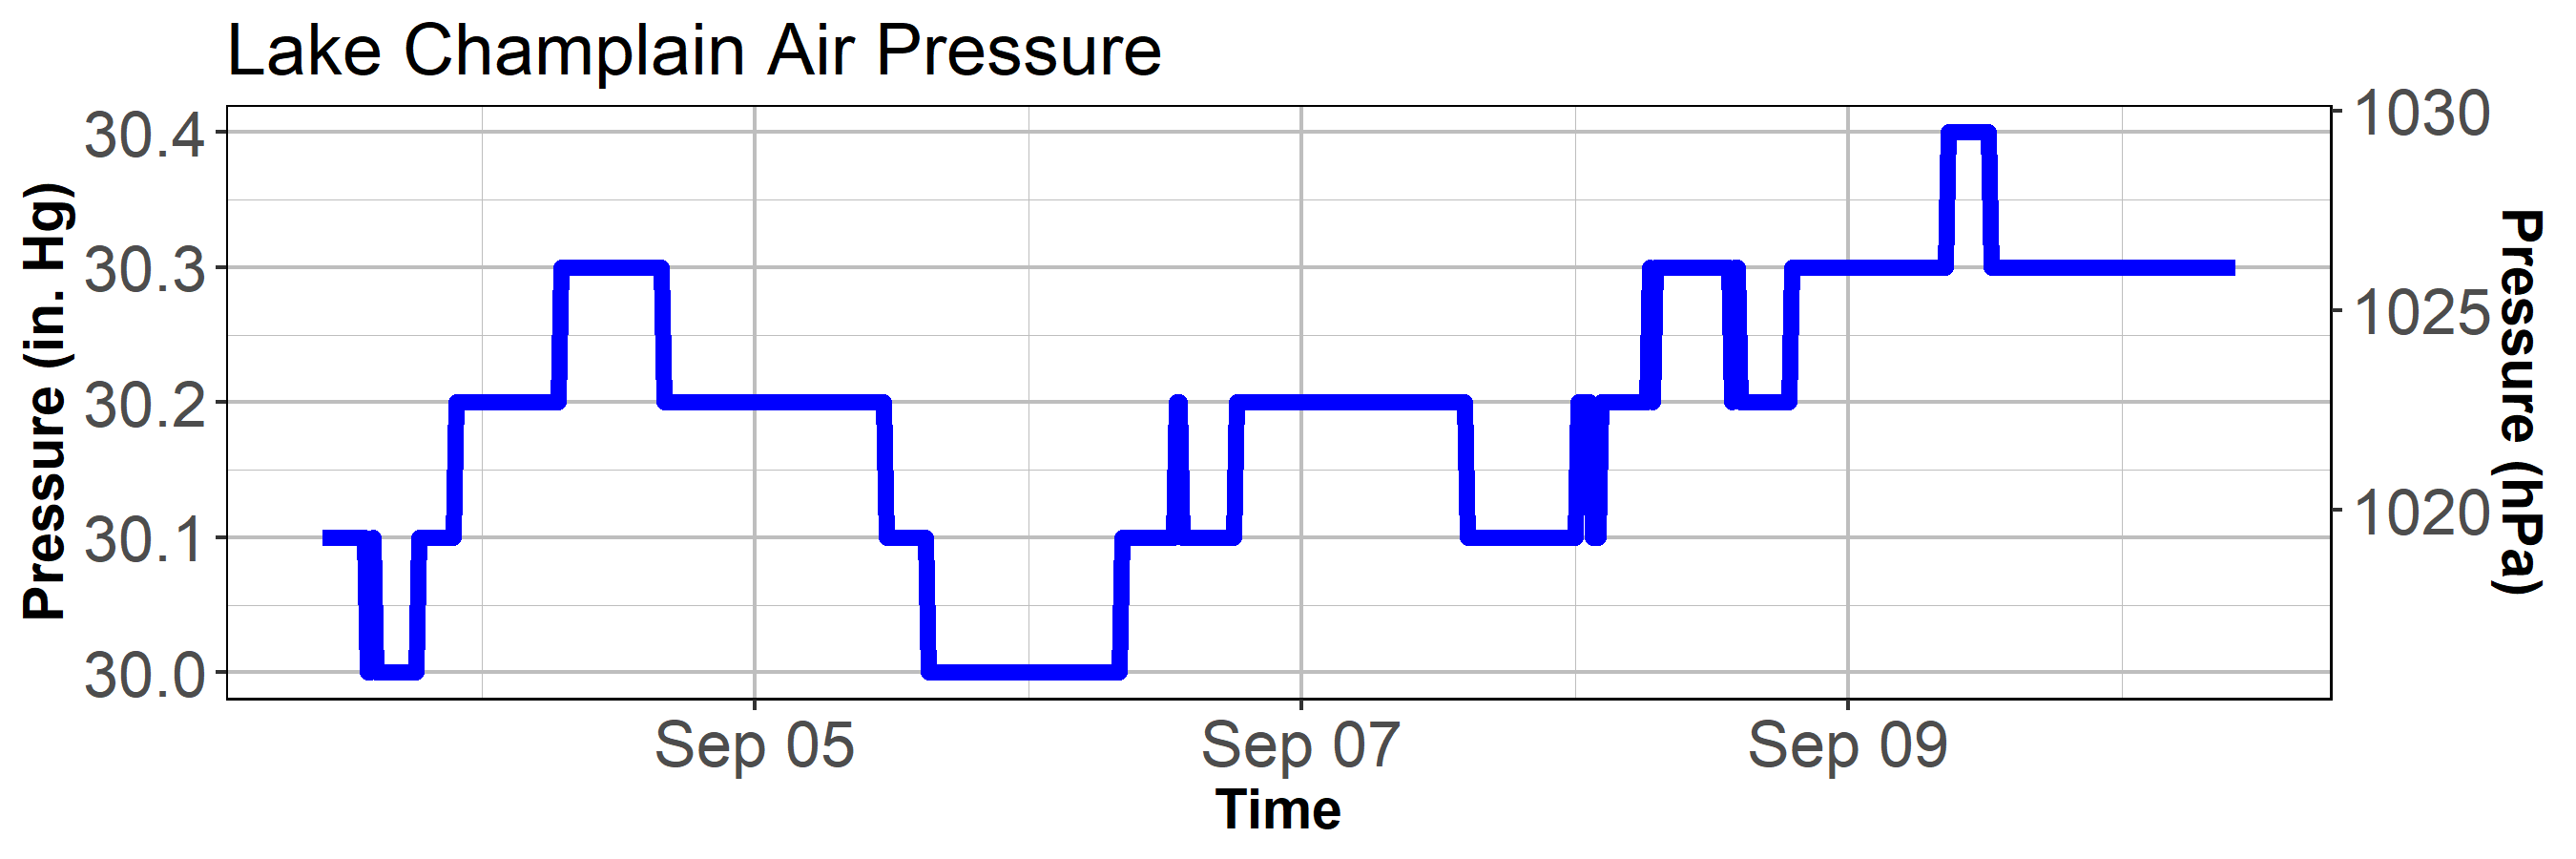 Lake Champlain Air Pressure
Pressure (in. Hg)
30.4
30.3
30.2
30.1
30.0
1030
1025
1020
Pressure (hPa)
Sep 05 Sep 07 Sep 09
Time